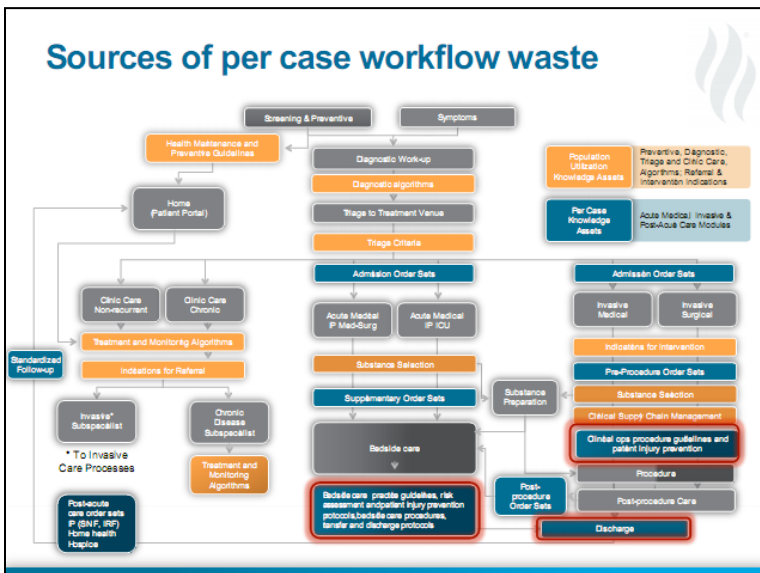 Sources of per case workflow waste
Screening & Preventive
Symptoms
Health Maintenance and
Preventive Guidelines
Diagnostic Work-up
Population
Utilization
Knowledge Assets
Preventive, Diagnostic,
Triage and Clinic Care,
Algorithms; Referral &
Intervention Indications
Diagnostic algorithms
Home
(Patient Portal)
Triage to Treatment Venue
Per Case
Knowledge
Assets
Acute Medical, Invasive &
Post-Acue Care Modules
Triage Criteria
Admission Order Sets
Admission Order Sets
Clinic Care
Non-recurrent
Clinic Care
Chronic
Acute Medical
IP Med-Surg
Acute Medical
IP ICU
Invasive
Medical
Invasive
Surgical
Treatment and Monitoring Algorithms
Indications for Intervention
Standardized
Follow-up
Indications for Referral
Substance Selection
Pre-Procedure Order Sets
Substance
Preparation
Substance Selection
Supplementary Order Sets
Invasive*
Subspecialist
Chronic
Disease
Subspecialist
Clinical Supply Chain Management
Bedside care
Clinical ops procedure guidelines and
patient injury prevention
* To Invasive
Care Processes
Treatment and
Monitoring
Algorithms
Procedure
Post-
procedure
Order Sets
Post-procedure Care
Post-acute
care order sets
IP (SNF, IRF)
Home health
Hospice
Bedside care practice guidelines, risk
assessment and patient injury prevention
protocols, bedside care procedures,
transfer and discharge protocols
Discharge